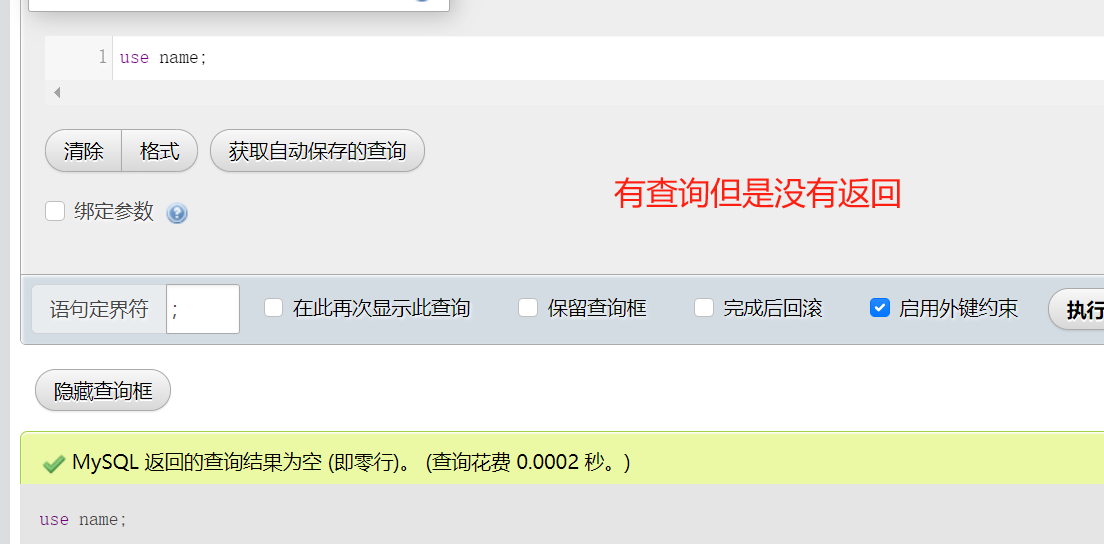 1 use name;
清除 格式 获取自动保存的查询
有查询但是没有返回
绑定参数
语句定界符 ; 在此再次显示此查询 保留查询框 完成后回滚 启用外键约束 执行
隐藏查询框
MySQL 返回的查询结果为空 (即零行)。 (查询花费 0.0002 秒。)
use name;